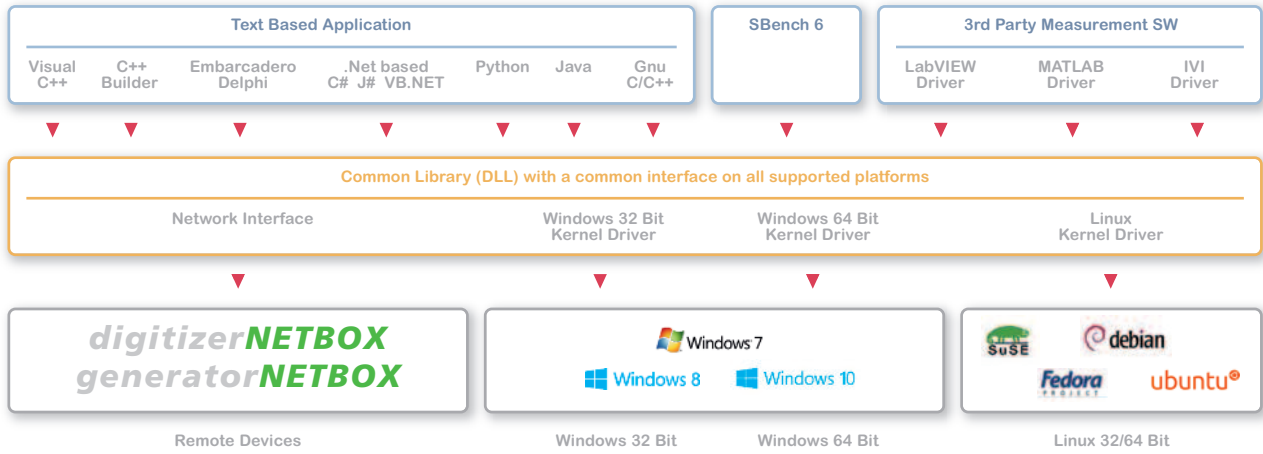 Text Based Application
SBench 6
3rd Party Measurement SW
Visual
C++
C++
Builder
Embarcadero
Delphi
.Net based
C# J# VB.NET
Python
Java
Gnu
C/C++
LabVIEW
Driver
MATLAB
Driver
IVI
Driver
Common Library (DLL) with a common interface on all supported platforms
Network Interface
Windows 32 Bit
Kernel Driver
Windows 64 Bit
Kernel Driver
Linux
Kernel Driver
digitizerNETBOX
generatorNETBOX
Windows 7
Windows 8
Windows 10
SuSE
debian
Fedora
PROJECT
ubuntu
Remote Devices
Windows 32 Bit
Windows 64 Bit
Linux 32/64 Bit